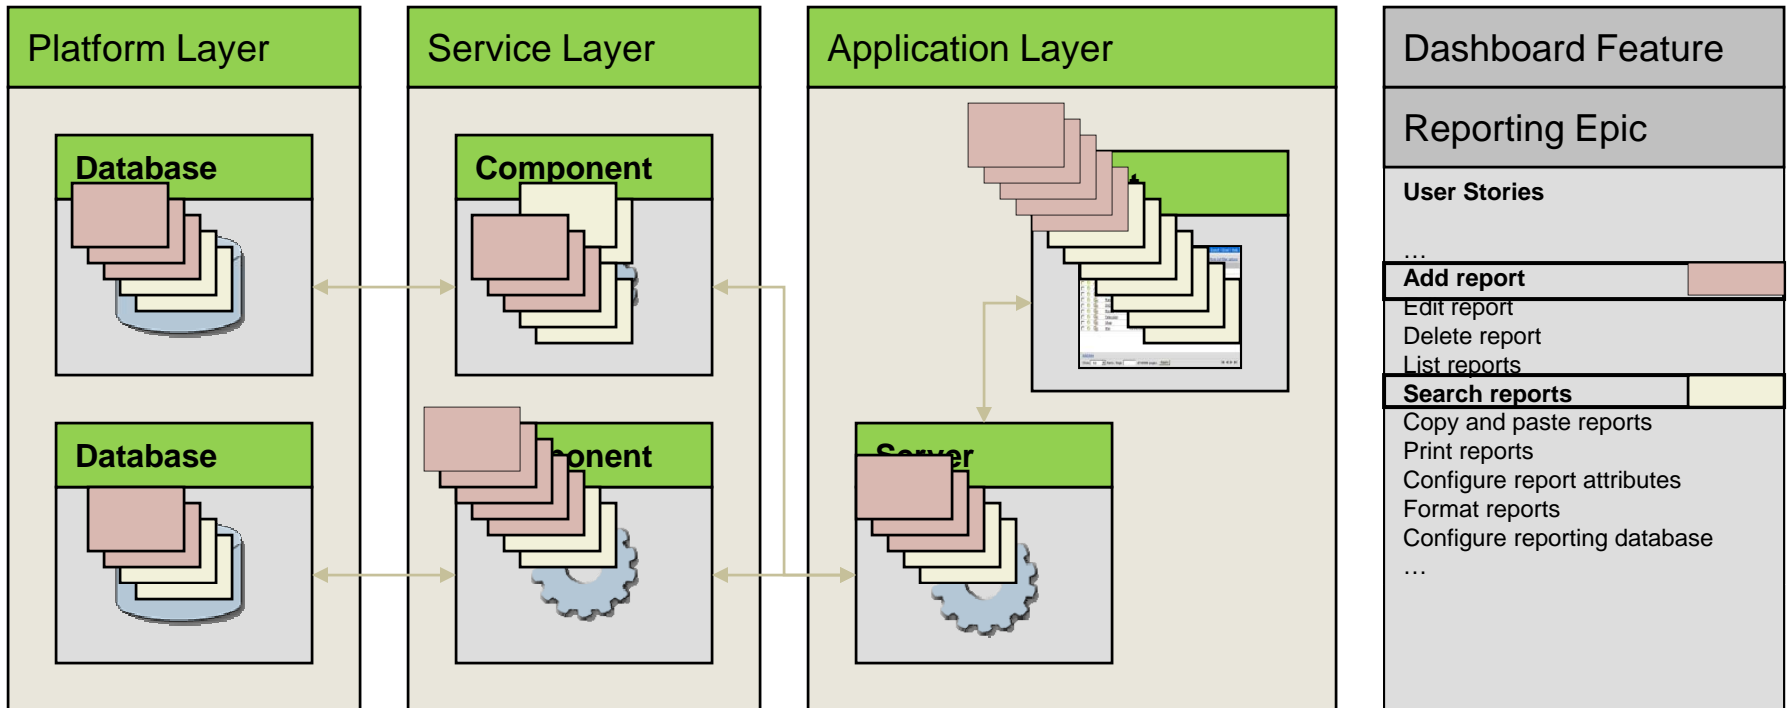 Platform Layer
Service Layer
Application Layer
Dashboard Feature
Reporting Epic
Database
Component
User Stories
…
Add report
Edit report
Delete report
List reports
Search reports
Copy and paste reports
Print reports
Configure report attributes
Format reports
Configure reporting database
…
Database
ponent
Server